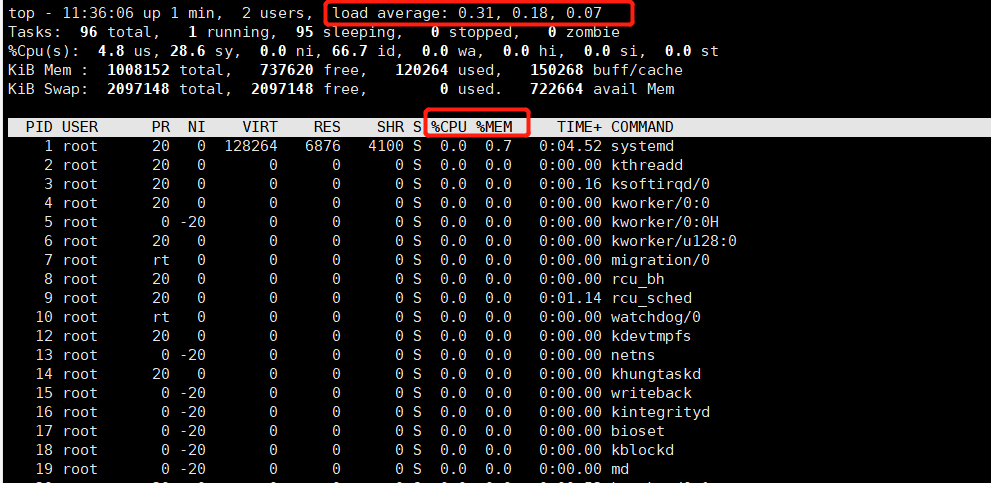 top - 11:36:06 up 1 min,  2 users,  load average: 0.31, 0.18, 0.07
Tasks:  96 total,   1 running,  95 sleeping,   0 stopped,   0 zombie
%Cpu(s):  4.8 us, 28.6 sy,  0.0 ni, 66.7 id,  0.0 wa,  0.0 hi,  0.0 si,  0.0 st
KiB Mem :  1008152 total,   737620 free,   120264 used,   150268 buff/cache
KiB Swap:  2097148 total,  2097148 free,        0 used.   722664 avail Mem
PID USER      PR  NI    VIRT    RES    SHR S %CPU %MEM     TIME+ COMMAND
1 root      20   0  128264   6876   4100 S  0.0  0.7   0:04.52 systemd
2 root      20   0       0      0      0 S  0.0  0.0   0:00.00 kthreadd
3 root      20   0       0      0      0 S  0.0  0.0   0:00.16 ksoftirqd/0
4 root      20   0       0      0      0 S  0.0  0.0   0:00.00 kworker/0:0
5 root       0 -20       0      0      0 S  0.0  0.0   0:00.00 kworker/0:0H
6 root      20   0       0      0      0 S  0.0  0.0   0:00.00 kworker/u128:0
7 root      rt   0       0      0      0 S  0.0  0.0   0:00.00 migration/0
8 root      20   0       0      0      0 S  0.0  0.0   0:00.00 rcu_bh
9 root      20   0       0      0      0 S  0.0  0.0   0:01.14 rcu_sched
10 root      rt   0       0      0      0 S  0.0  0.0   0:00.00 watchdog/0
12 root      20   0       0      0      0 S  0.0  0.0   0:00.00 kdevtmpfs
13 root       0 -20       0      0      0 S  0.0  0.0   0:00.00 netns
14 root      20   0       0      0      0 S  0.0  0.0   0:00.00 khungtaskd
15 root       0 -20       0      0      0 S  0.0  0.0   0:00.00 writeback
16 root       0 -20       0      0      0 S  0.0  0.0   0:00.00 kintegrityd
17 root       0 -20       0      0      0 S  0.0  0.0   0:00.00 bioset
18 root       0 -20       0      0      0 S  0.0  0.0   0:00.00 kblockd
19 root       0 -20       0      0      0 S  0.0  0.0   0:00.00 md